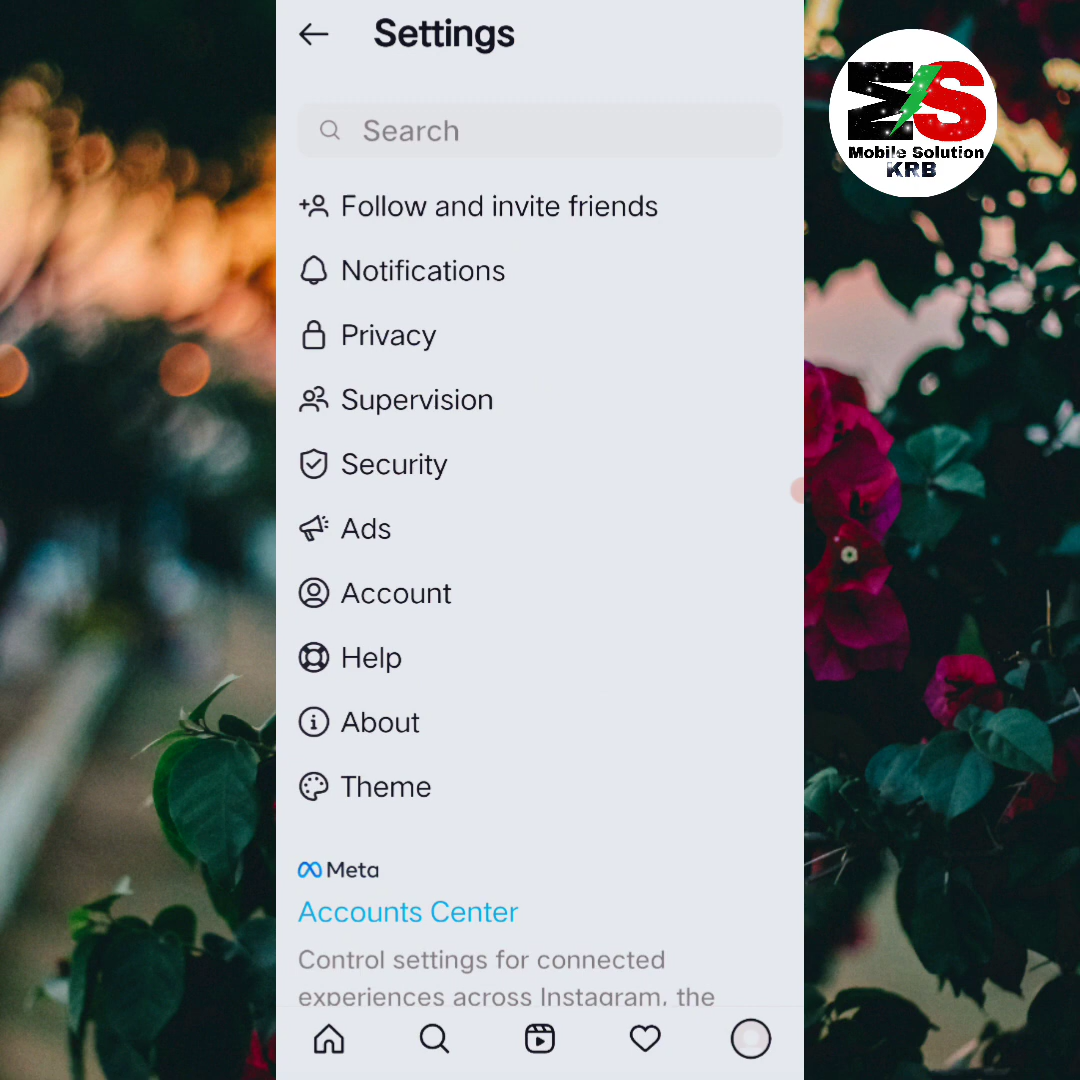 Settings
Search
Follow and invite friends
Notifications
Privacy
Supervision
Security
Ads
Account
Help
About
Theme
Meta
Accounts Center
Control settings for connected
experiences across Instagram, the
MS
Mobile Solution
KRB